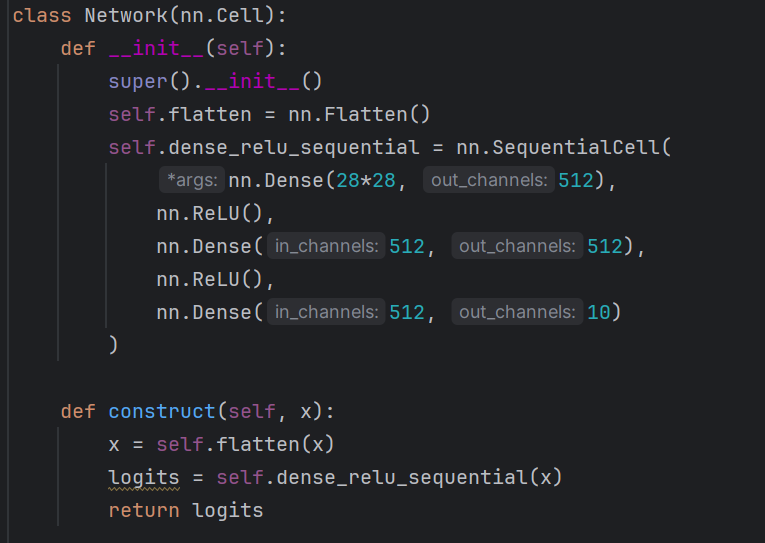 class Network(nn.Cell):
    def __init__(self):
        super().__init__()
        self.flatten = nn.Flatten()
        self.dense_relu_sequential = nn.SequentialCell(
            *args: nn.Dense(28*28, out_channels: 512),
            nn.ReLU(),
            nn.Dense( in_channels: 512, out_channels: 512),
            nn.ReLU(),
            nn.Dense( in_channels: 512, out_channels: 10)
        )

    def construct(self, x):
        x = self.flatten(x)
        logits = self.dense_relu_sequential(x)
        return logits